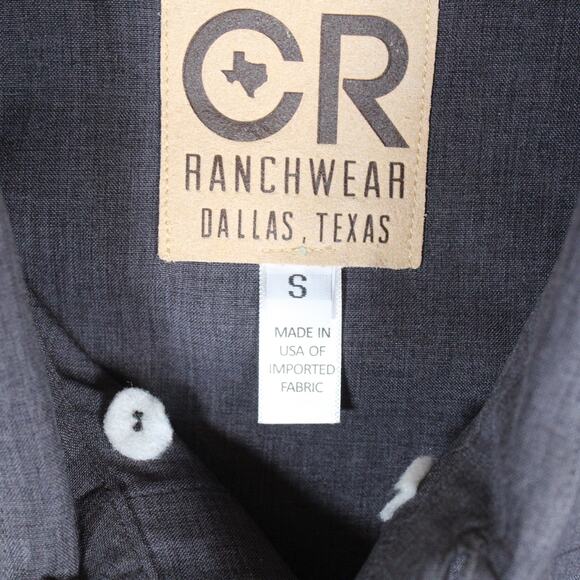 CR
RANCHWEAR
DALLAS, TEXAS
S
MADE IN
USA OF
IMPORTED
FABRIC